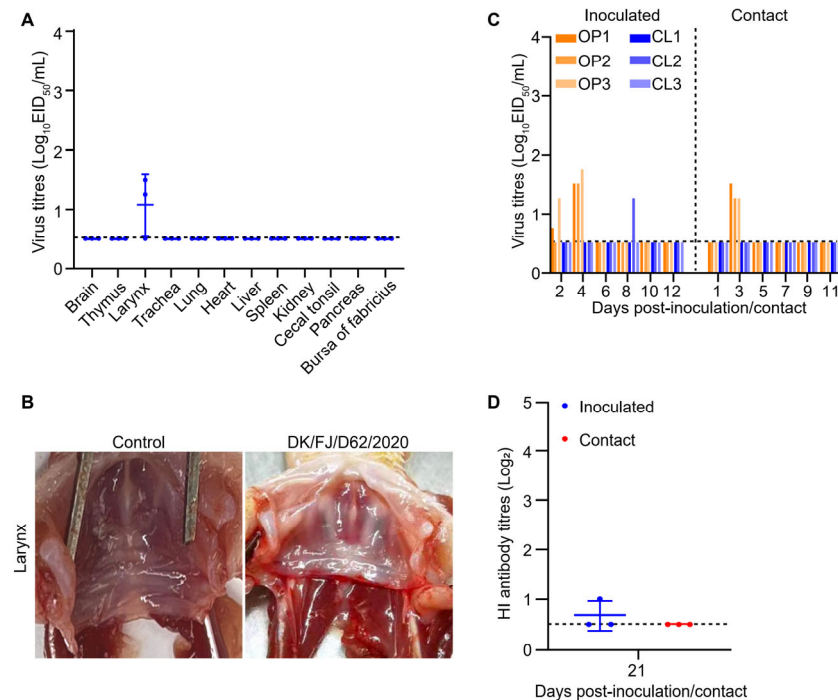 A
Virus titres (Log₁₀EID₅₀/mL)
4
3
2
1
0
Brain
Thymus
Larynx
Trachea
Lung
Heart
Liver
Spleen
Kidney
Cecal tonsil
Pancreas
Bursa of fabricius
C
Inoculated
Contact
OP1
CL1
OP2
CL2
OP3
CL3
Virus titres (Log₁₀EID₅₀/mL)
4
3
2
1
0
2 4 6 8 10 12 1 3 5 7 9 11
Days post-inoculation/contact
B
Control
DK/FJ/D62/2020
Larynx
D
Inoculated
Contact
HI antibody titres (Log₂)
5
4
3
2
1
0
21
Days post-inoculation/contact